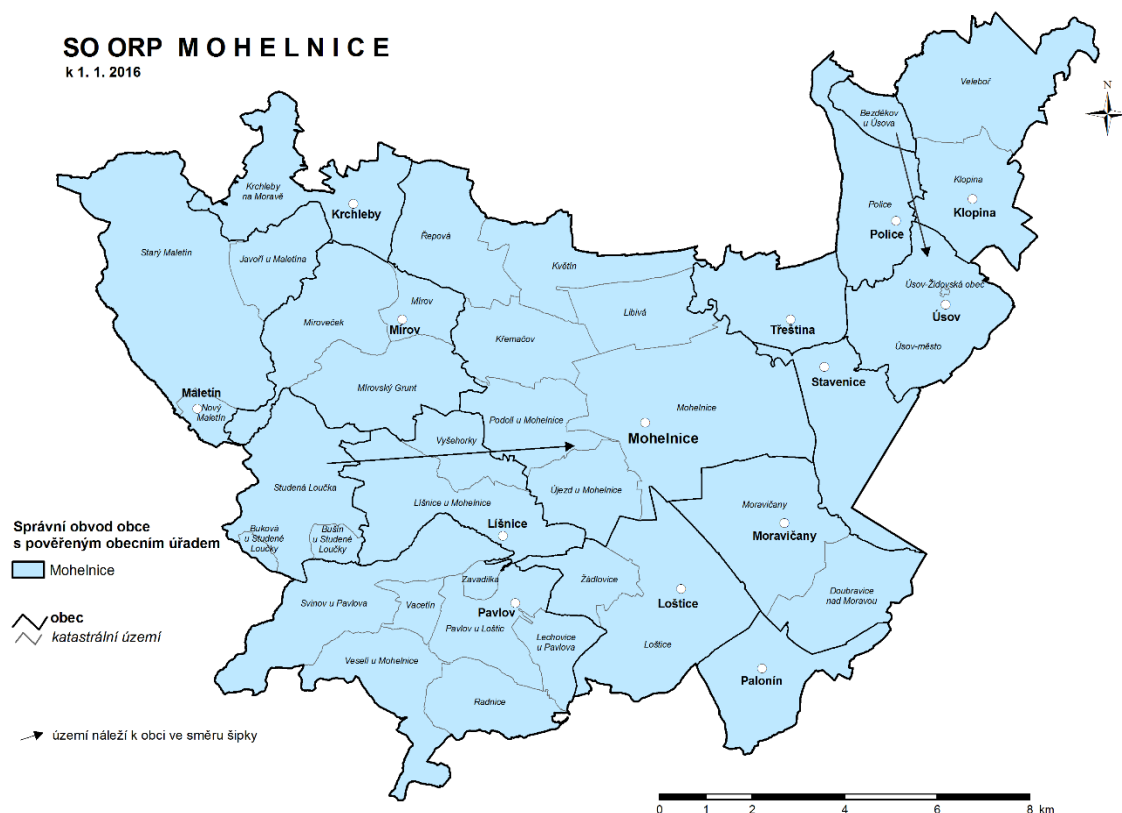 SO ORP MOHELNICE
k 1. 1. 2016
N
Veleboř
Bezděkov
u Úsova
Krchleby
na Moravě
Krchleby
Klopina
Klopina
Police
Police
Starý Maletín
Javoří u Maletína
Řepová
Květín
Úsov-Židovská obec
Úsov
Úsov-město
Mírov
Mírov
Míroveček
Libivá
Třeština
Křemačov
Stavenice
Mírovský Grunt
Maletín
Nový
Maletín
Podolí u Mohelnice
Mohelnice
Mohelnice
Vyšehorky
Studená Loučka
Líšnice u Mohelnice
Újezd u Mohelnice
Moravičany
Moravičany
Líšnice
Buková
u Studené
Loučky
Bušín
u Studené
Loučky
Správní obvod obce
s pověřeným obecním úřadem
Mohelnice
obec
katastrální území
Zavadilka
Žádlovice
Svinov u Pavlova
Vacetín
Pavlov
Pavlov u Loštic
Lechovice
u Pavlova
Loštice
Loštice
Doubravice
nad Moravou
Veselí u Mohelnice
Radnice
Palonín
území náleží k obci ve směru šipky
0 1 2 4 6 8 km